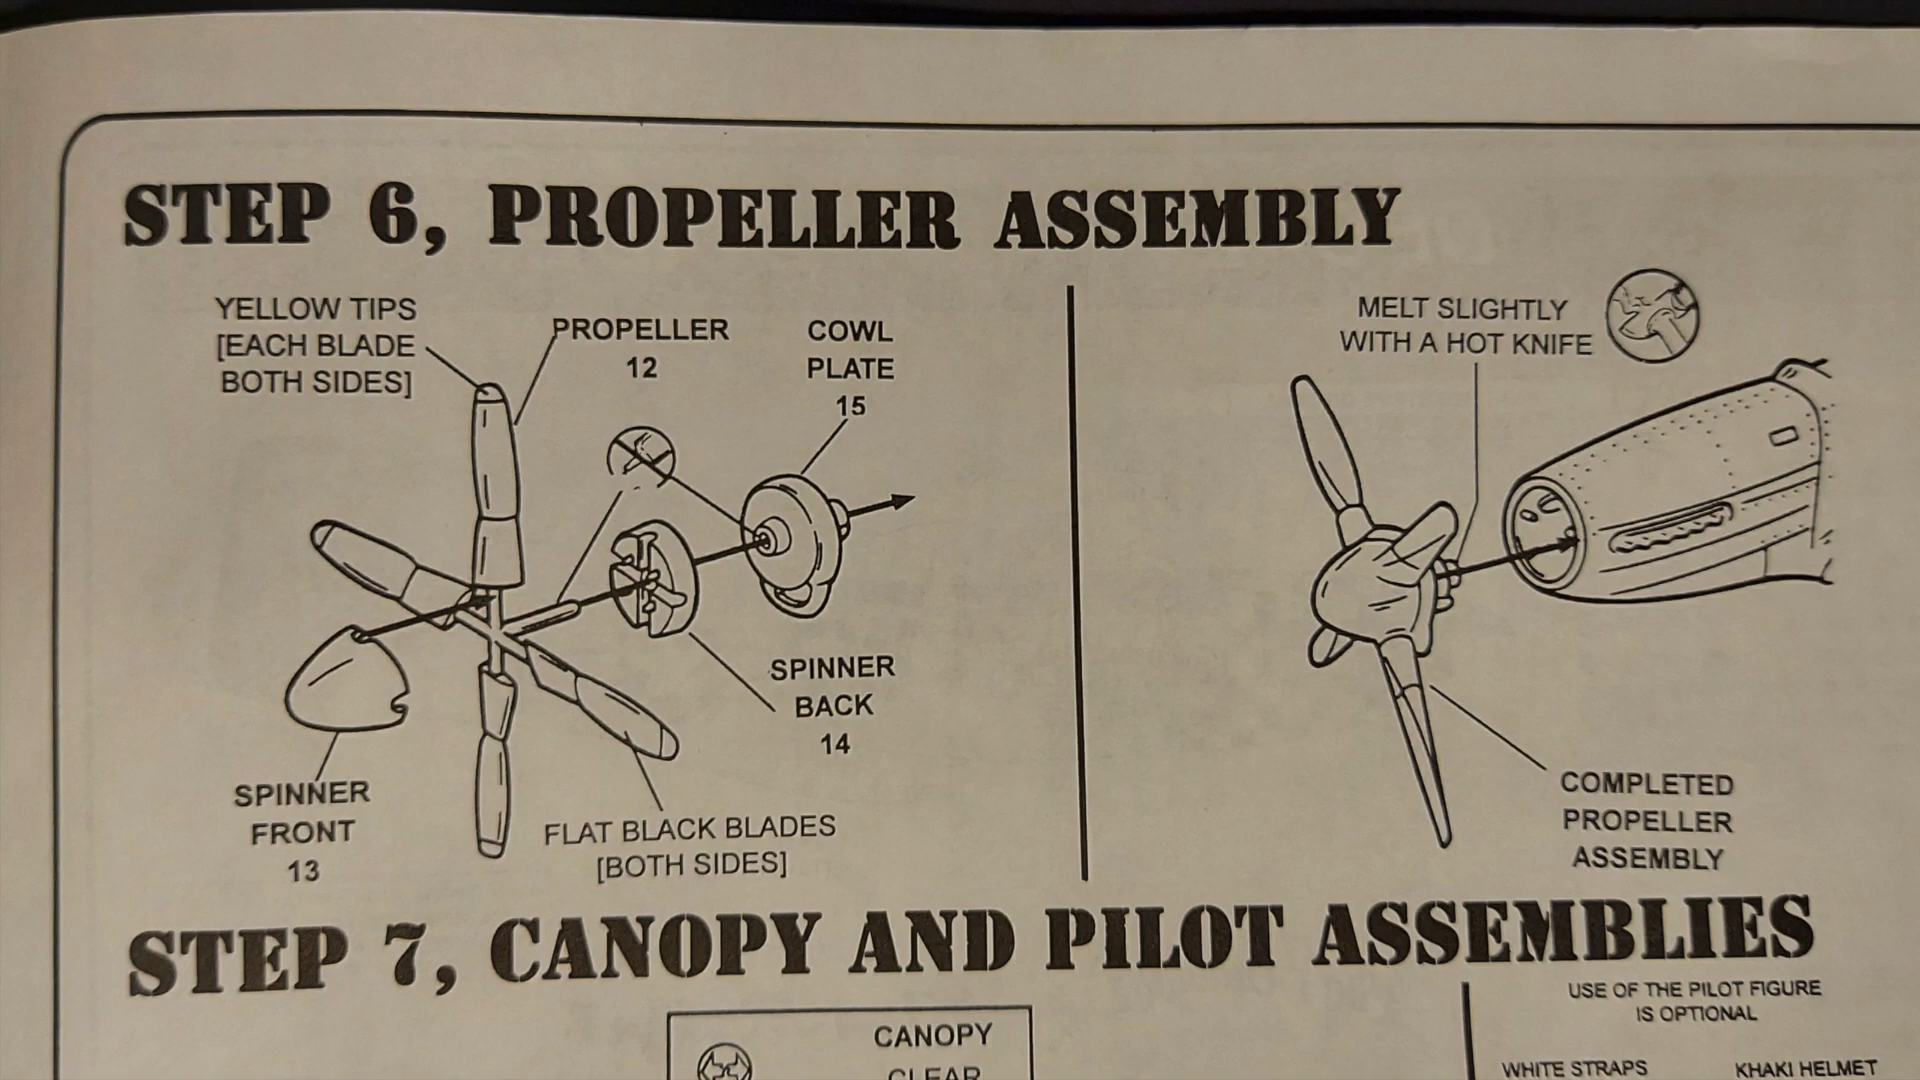 STEP 6, PROPELLER ASSEMBLY
YELLOW TIPS
[EACH BLADE
BOTH SIDES]
PROPELLER
12
COWL
PLATE
15
SPINNER
BACK
14
SPINNER
FRONT
13
FLAT BLACK BLADES
[BOTH SIDES]
MELT SLIGHTLY
WITH A HOT KNIFE
COMPLETED
PROPELLER
ASSEMBLY
STEP 7, CANOPY AND PILOT ASSEMBLIES
CANOPY
CLEAR
USE OF THE PILOT FIGURE
IS OPTIONAL
WHITE STRAPS
KHAKI HELMET